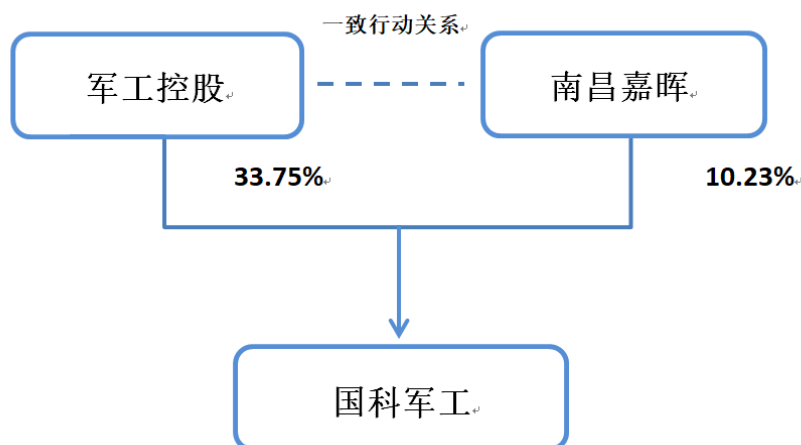 一致行动关系
军工控股
南昌嘉晖
33.75%
10.23%
国科军工